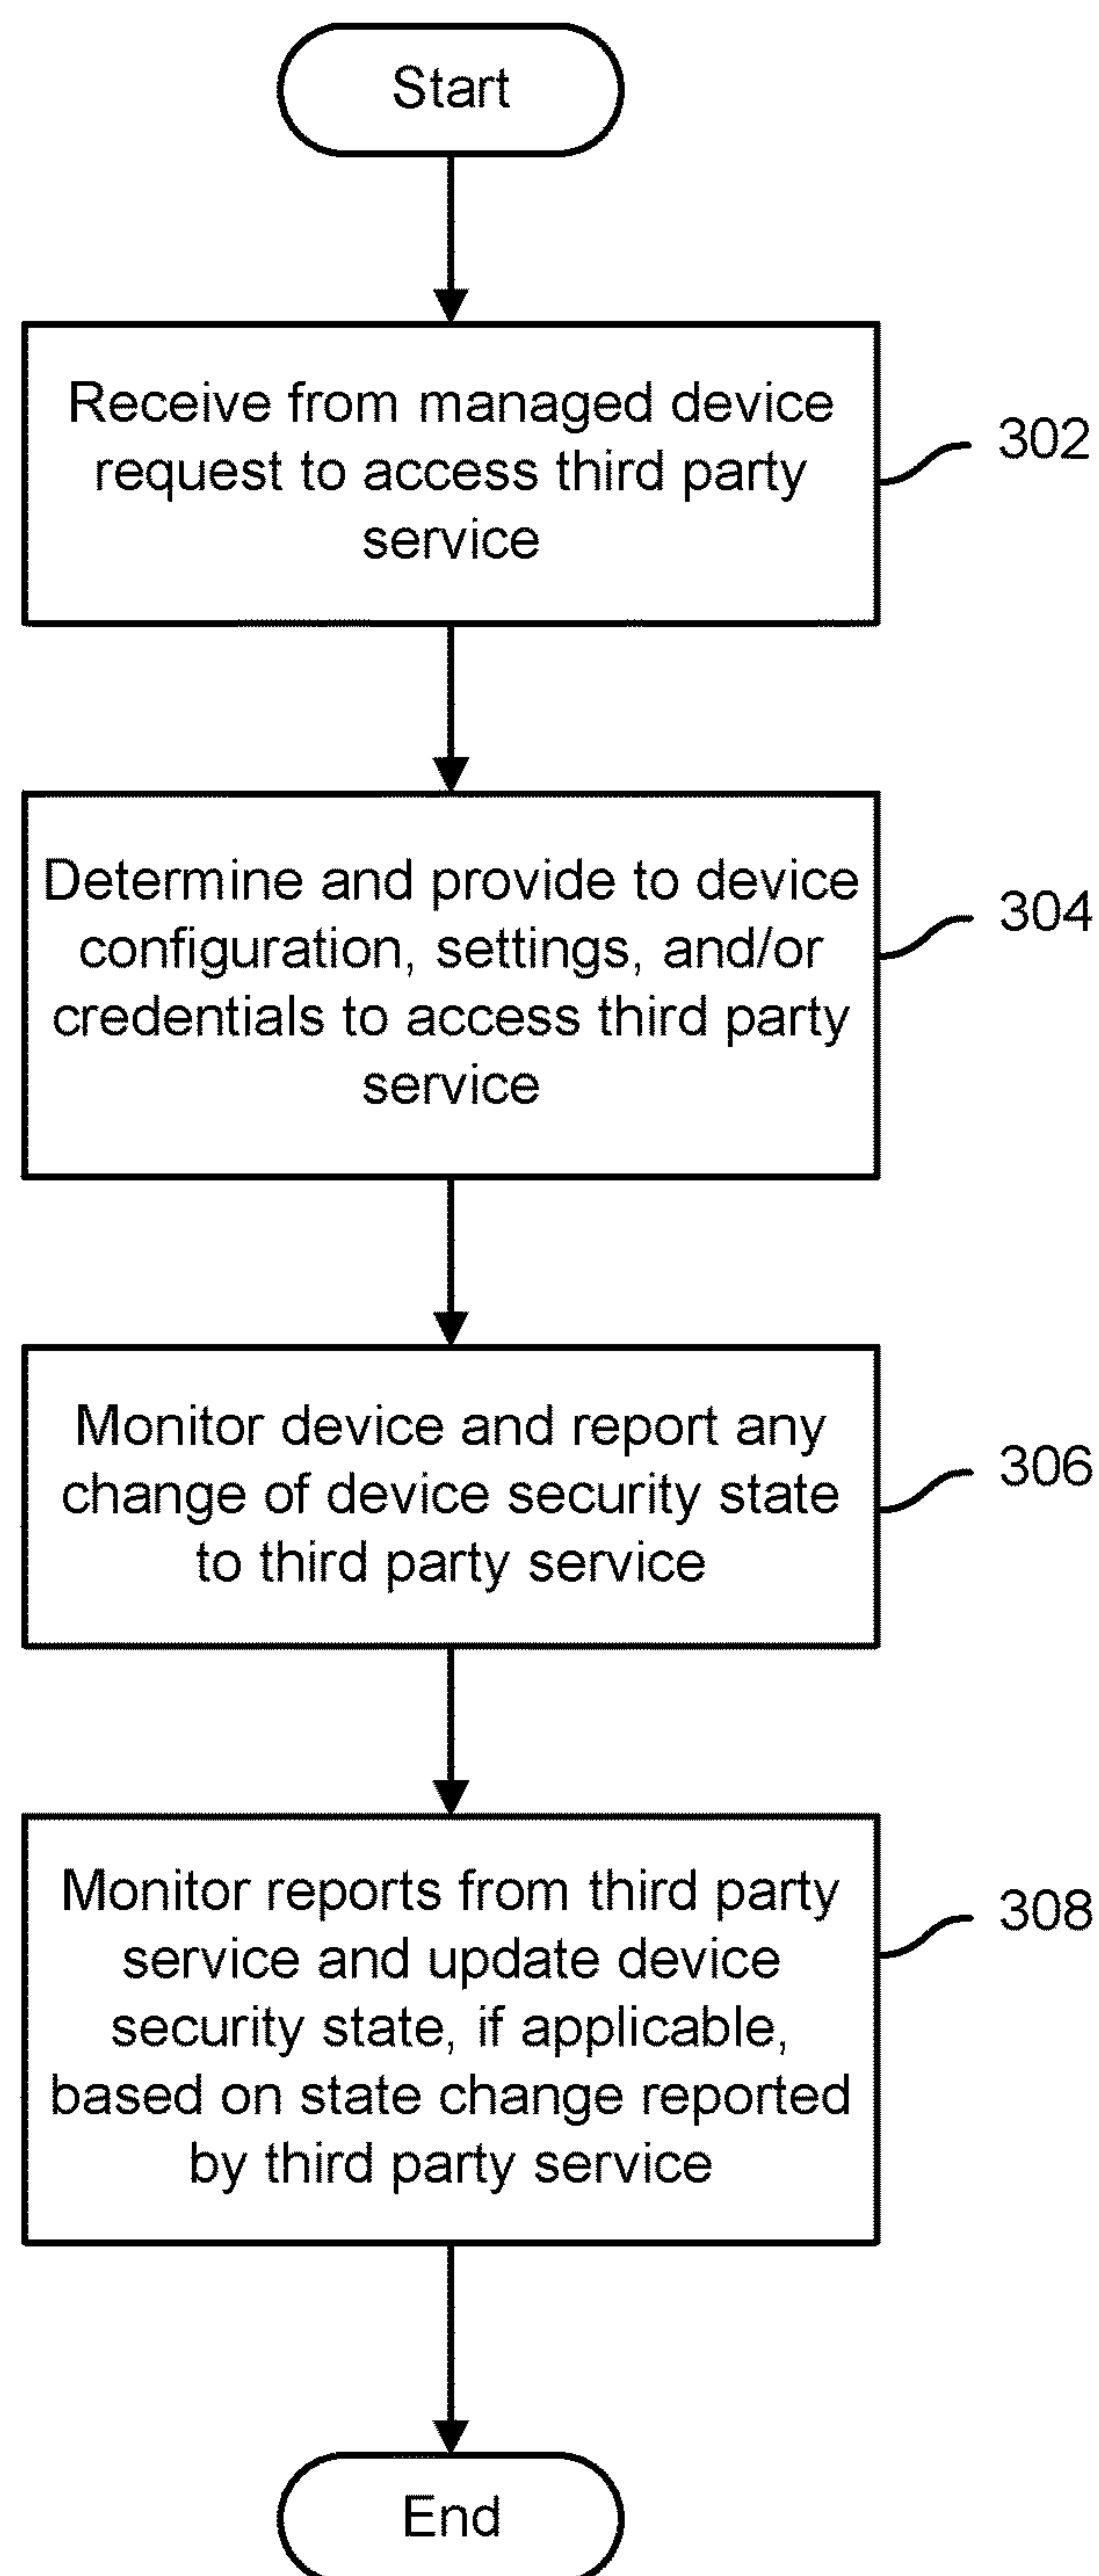 Start
Receive from managed device
request to access third party
service
302
Determine and provide to device
configuration, settings, and/or
credentials to access third party
service
304
Monitor device and report any
change of device security state
to third party service
306
Monitor reports from third party
service and update device
security state, if applicable,
based on state change reported
by third party service
308
End